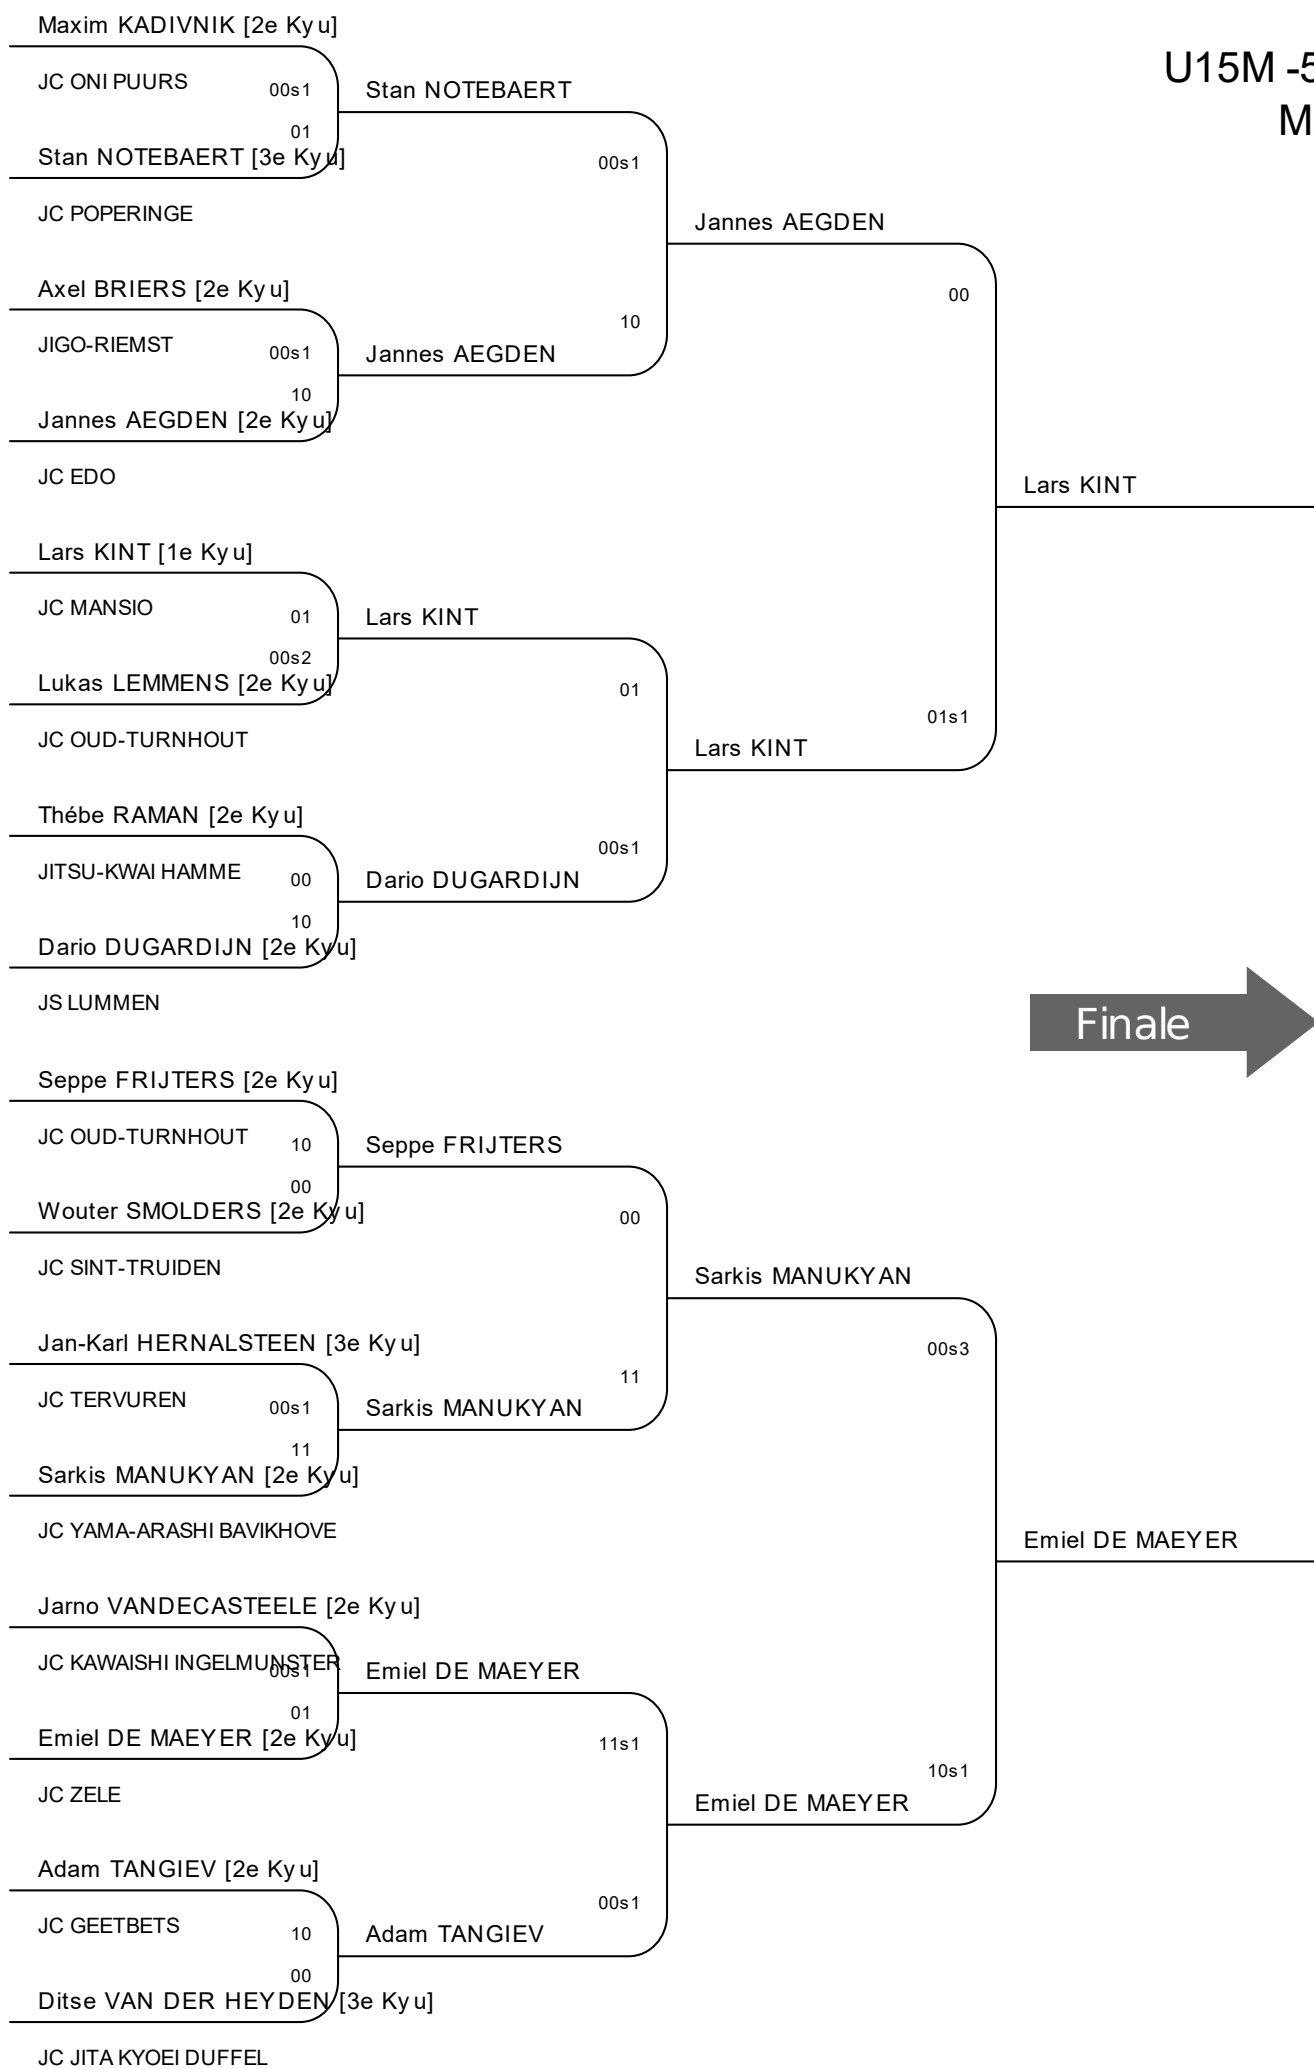 Maxim KADIVNIK [2e Kyu]
U15M -5
JC ONI PUURS
00s1
Stan NOTEBAERT
M
01
Stan NOTEBAERT [3e Kyu]
00s1
JC POPERINGE
Jannes AEGDEN
Axel BRIERS [2e Kyu]
00
10
JIGO-RIEMST
00s1
Jannes AEGDEN
10
Jannes AEGDEN [2e Kyu]
JC EDO
Lars KINT
Lars KINT [1e Kyu]
JC MANSIO
01
Lars KINT
00s2
Lukas LEMMENS [2e Kyu]
01
01s1
JC OUD-TURNHOUT
Lars KINT
Thébe RAMAN [2e Kyu]
00s1
JITSU-KWAI HAMME
00
Dario DUGARDIJN
10
Dario DUGARDIJN [2e Kyu]
JS LUMMEN
Finale
Seppe FRIJTERS [2e Kyu]
JC OUD-TURNHOUT
10
Seppe FRIJTERS
00
Wouter SMOLDERS [2e Kyu]
00
JC SINT-TRUIDEN
Sarkis MANUKYAN
Jan-Karl HERNALSTEEN [3e Kyu]
00s3
11
JC TERVUREN
00s1
Sarkis MANUKYAN
11
Sarkis MANUKYAN [2e Kyu]
JC YAMA-ARASHI BAVIKHOVE
Emiel DE MAEYER
Jarno VANDECASTEELE [2e Kyu]
JC KAWAISHI INGELMUNSTER
00s1
Emiel DE MAEYER
01
Emiel DE MAEYER [2e Kyu]
11s1
10s1
JC ZELE
Emiel DE MAEYER
Adam TANGIEV [2e Kyu]
00s1
JC GEETBETS
10
Adam TANGIEV
00
Ditse VAN DER HEYDEN [3e Kyu]
JC JITA KYOEI DUFFEL